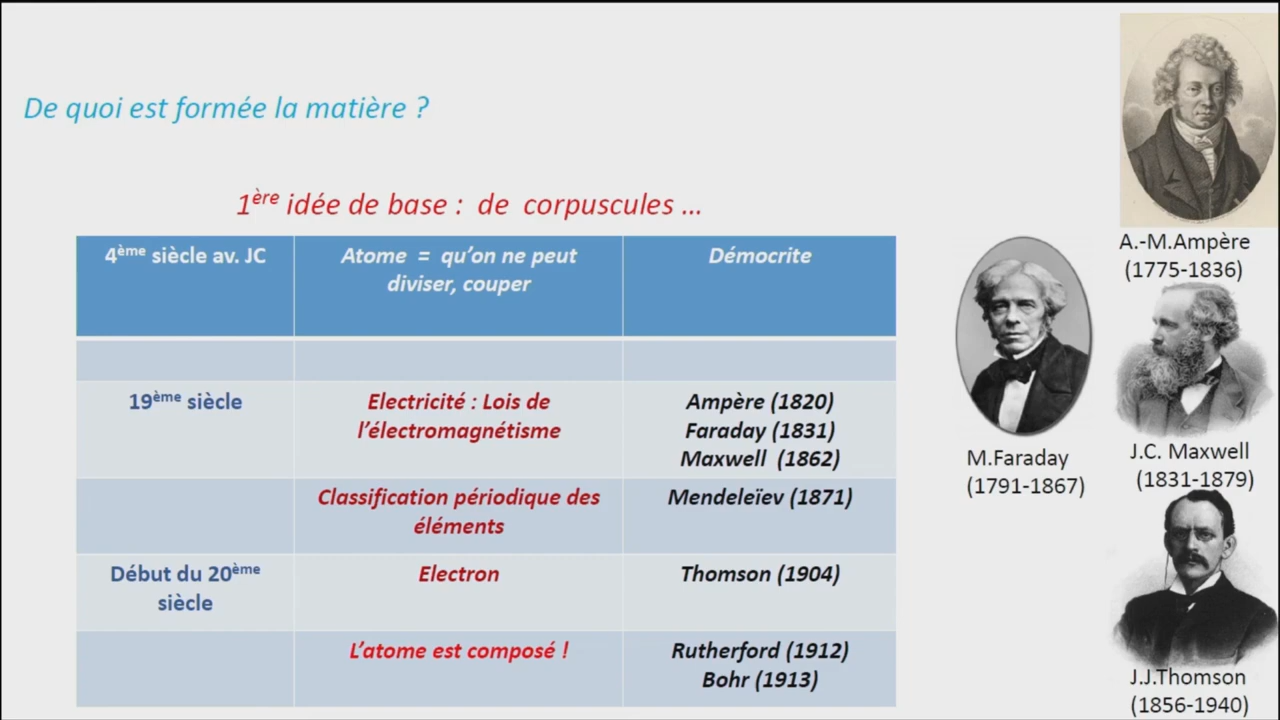 De quoi est formée la matière ?
1ère idée de base : de corpuscules ...
4ème siècle av. JC
Atome = qu'on ne peut
diviser, couper
Démocrite
19ème siècle
Electricité : Lois de
l'électromagnétisme
Ampère (1820)
Faraday (1831)
Maxwell (1862)
Classification périodique des
éléments
Mendeleïev (1871)
Début du 20ème
siècle
Electron
Thomson (1904)
L'atome est composé !
Rutherford (1912)
Bohr (1913)
A.-M.Ampère
(1775-1836)
M.Faraday
(1791-1867)
J.C. Maxwell
(1831-1879)
J.J.Thomson
(1856-1940)